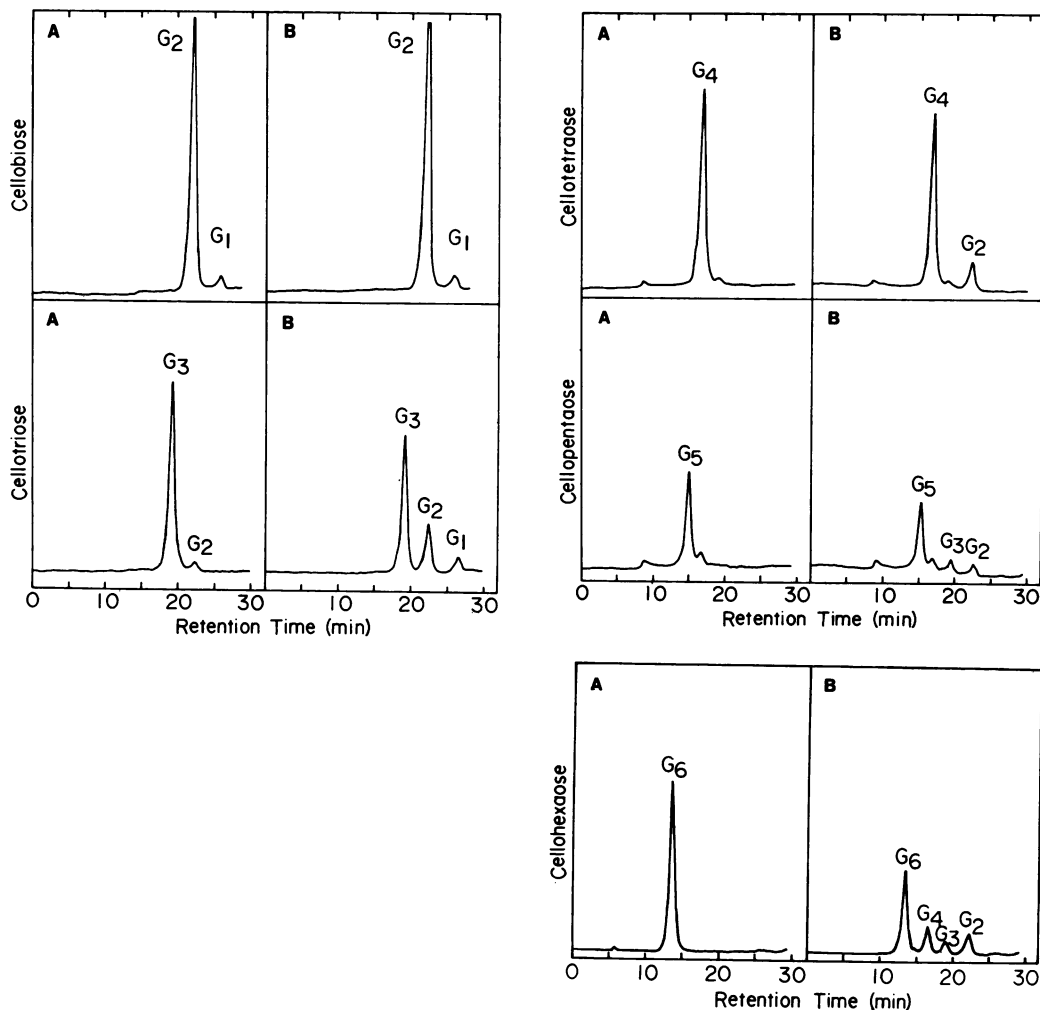 A
B
G2
G2
G1
G1
Cellobiose
A
B
G3
G2
G3
G2
G1
Cellotriose
0 10 20 30
10 20 30
Retention Time (min)
A
B
G4
G4
G2
Cellotetraose
A
B
G5
G5
G3 G2
Cellopentaose
0 10 20 30
10 20 30
Retention Time (min)
A
B
G6
G6
G4
G3
G2
Cellohexaose
0 10 20 30
10 20 30
Retention Time (min)